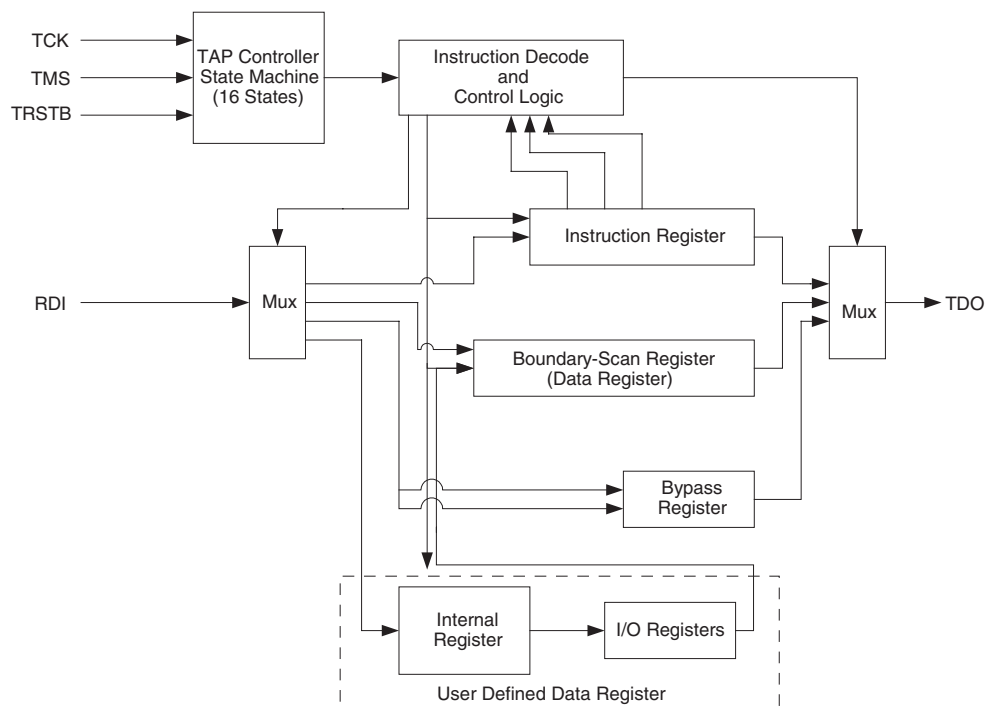 TCK
TMS
TRSTB
TAP Controller
State Machine
(16 States)
Instruction Decode
and
Control Logic
Instruction Register
RDI
Mux
Mux
TDO
Boundary-Scan Register
(Data Register)
Bypass
Register
Internal
Register
I/O Registers
User Defined Data Register